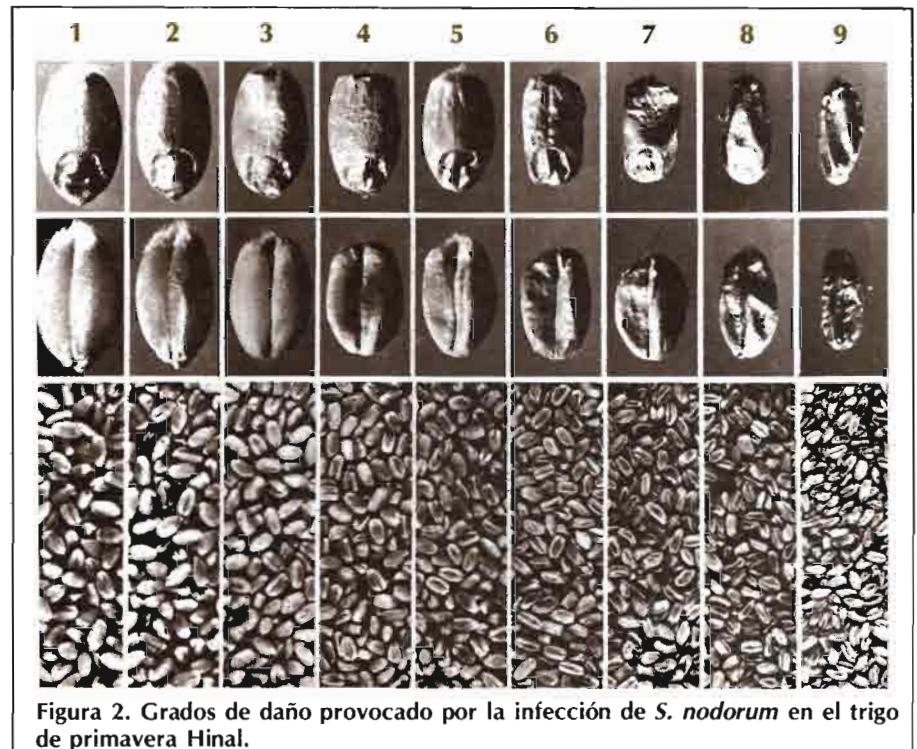 1 2 3 4 5 6 7 8 9
Figura 2. Grados de daño provocado por la infección de S. nodorum en el trigo
de primavera Hinal.